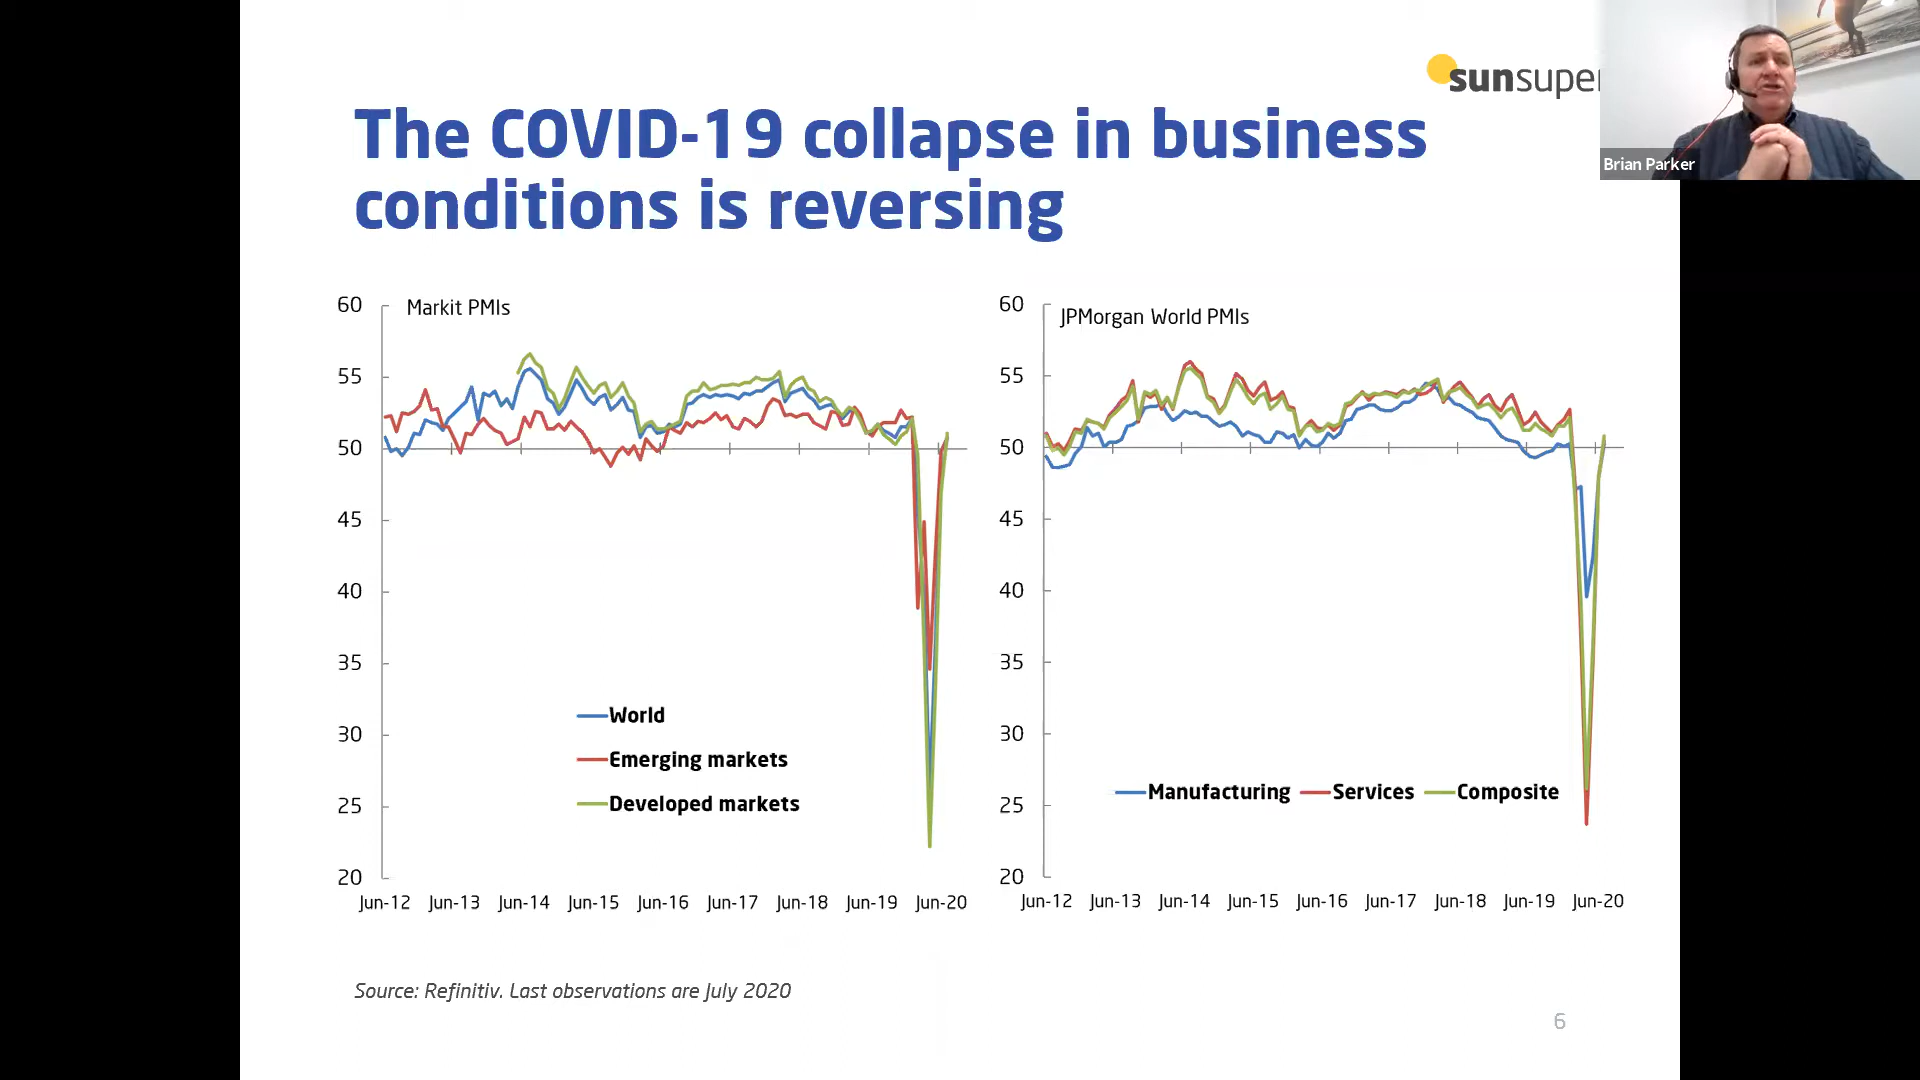 sunsuper
Brian Parker
The COVID-19 collapse in business
conditions is reversing
Markit PMIs
60
55
50
45
40
35
30
25
20
World
Emerging markets
Developed markets
Jun-12 Jun-13 Jun-14 Jun-15 Jun-16 Jun-17 Jun-18 Jun-19 Jun-20
JPMorgan World PMIs
60
55
50
45
40
35
30
25
20
Manufacturing Services Composite
Jun-12 Jun-13 Jun-14 Jun-15 Jun-16 Jun-17 Jun-18 Jun-19 Jun-20
Source: Refinitiv. Last observations are July 2020
6